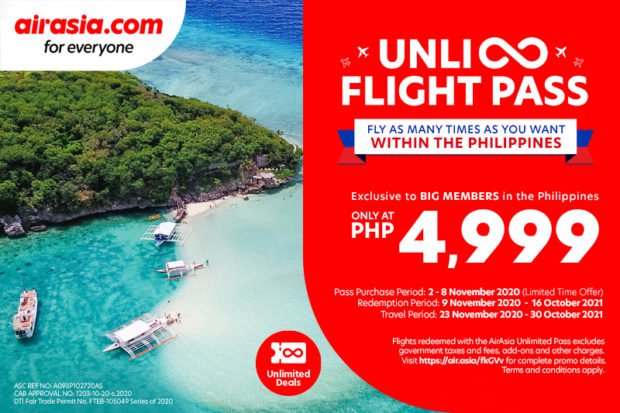 airasia.com
for everyone
UNLI∞
FLIGHT PASS
FLY AS MANY TIMES AS YOU WANT
WITHIN THE PHILIPPINES
Exclusive to BIG MEMBERS in the Philippines
ONLY AT
PHP 4,999
Pass Purchase Period: 2 - 8 November 2020 (Limited Time Offer)
Redemption Period: 9 November 2020 - 16 October 2021
Travel Period: 23 November 2020 - 30 October 2021
Flights redeemed with the AirAsia Unlimited Pass excludes
government taxes and fees, add-ons and other charges.
Visit https://air.asia/fkGVv for complete promo details.
Terms and conditions apply.
Unlimited
Deals
ASC REF NO: A093P102720AS
CAB APPROVAL NO: 1203-10-20-s.2020
DTI Fair Trade Permit No. FTEB-105049 Series of 2020